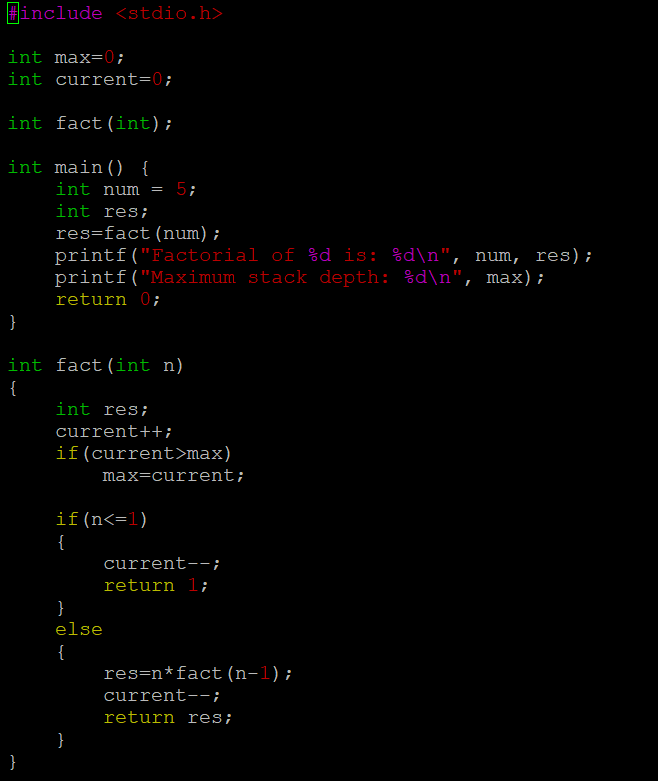 #include <stdio.h>

int max=0;
int current=0;

int fact(int);

int main() {
    int num = 5;
    int res;
    res=fact(num);
    printf("Factorial of %d is: %d\n", num, res);
    printf("Maximum stack depth: %d\n", max);
    return 0;
}

int fact(int n)
{
    int res;
    current++;
    if(current>max)
        max=current;

    if(n<=1)
    {
        current--;
        return 1;
    }
    else
    {
        res=n*fact(n-1);
        current--;
        return res;
    }
}